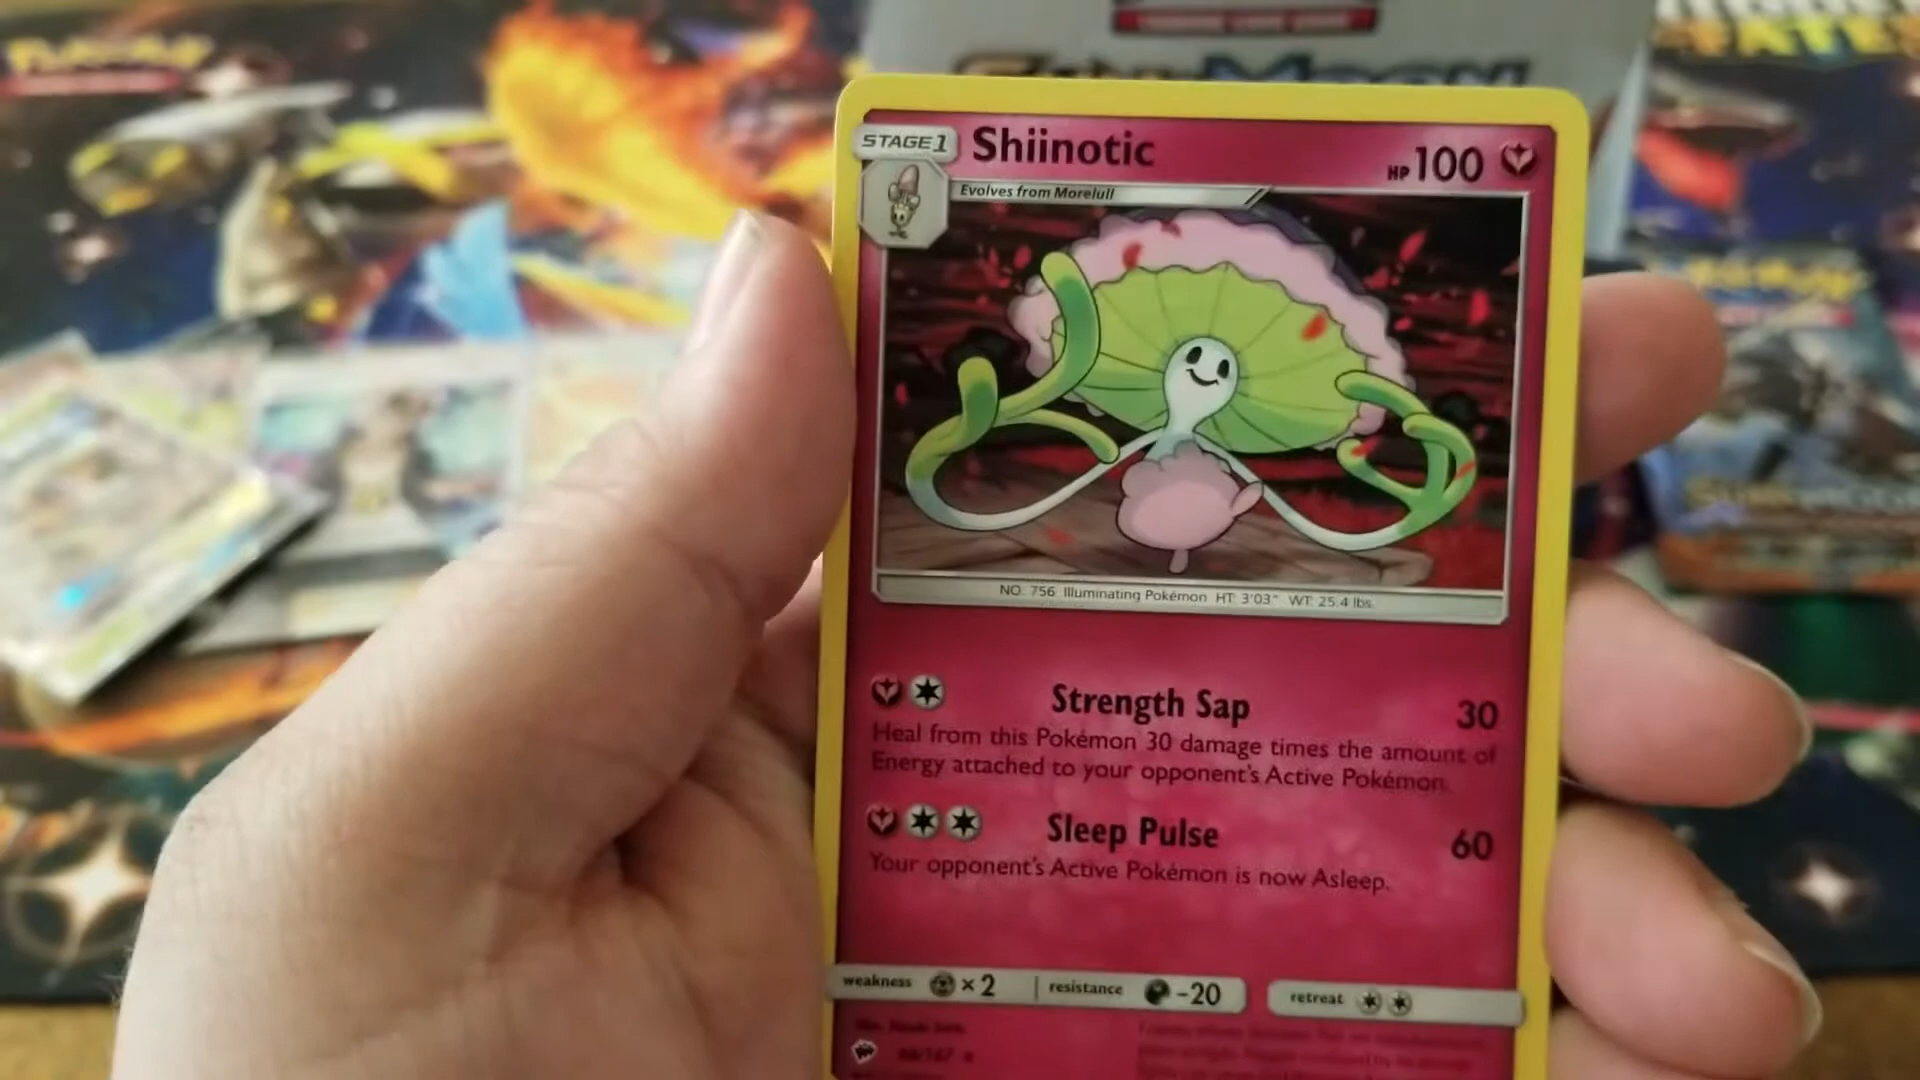 Pokémon
FATES
STAGE 1
Shiinotic
HP 100
Evolves from Morelull
NO. 756 Illuminating Pokémon HT: 3'03" WT: 25.4 lbs.
Strength Sap 30
Heal from this Pokémon 30 damage times the amount of
Energy attached to your opponent's Active Pokémon.
Sleep Pulse 60
Your opponent's Active Pokémon is now Asleep.
weakness ×2 resistance -20 retreat